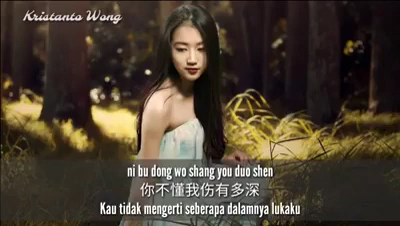 Kristanto Wong
ni bu dong wo shang you duo shen
你不懂我伤有多深
Kau tidak mengerti seberapa dalamnya lukaku